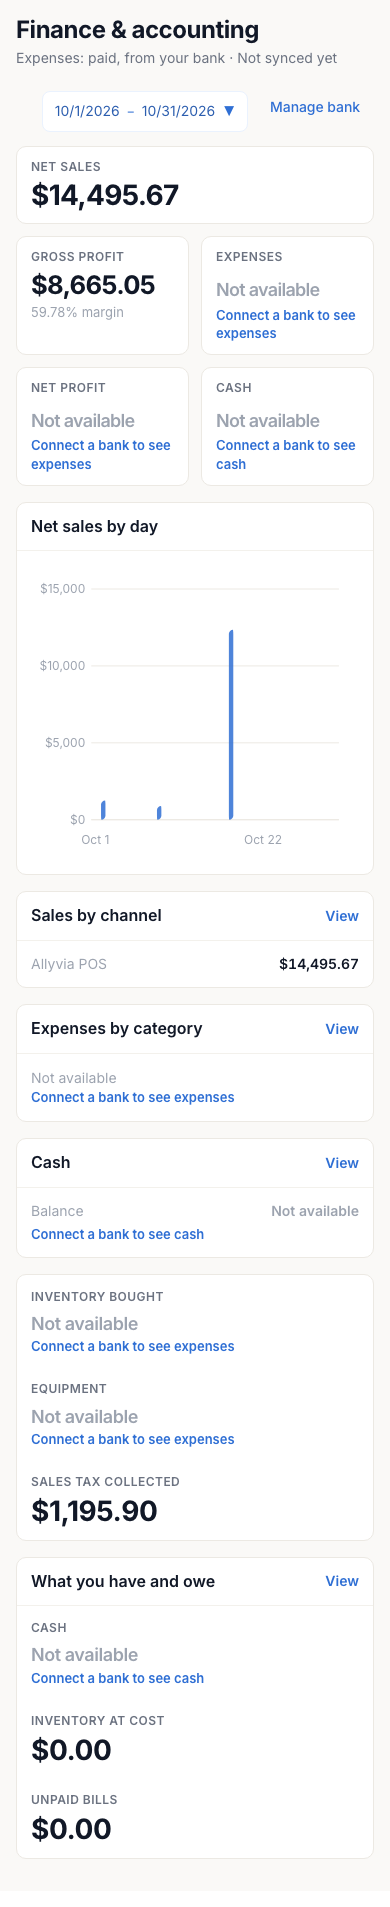 Finance & accounting
Expenses: paid, from your bank · Not synced yet
10/1/2026 – 10/31/2026 ▼
Manage bank
NET SALES
$14,495.67
GROSS PROFIT
$8,665.05
59.78% margin
EXPENSES
Not available
Connect a bank to see
expenses
NET PROFIT
Not available
Connect a bank to see
expenses
CASH
Not available
Connect a bank to see
cash
Net sales by day
$15,000
$10,000
$5,000
$0
Oct 1
Oct 22
Sales by channel
View
Allyvia POS
$14,495.67
Expenses by category
View
Not available
Connect a bank to see expenses
Cash
View
Balance
Not available
Connect a bank to see cash
INVENTORY BOUGHT
Not available
Connect a bank to see expenses
EQUIPMENT
Not available
Connect a bank to see expenses
SALES TAX COLLECTED
$1,195.90
What you have and owe
View
CASH
Not available
Connect a bank to see cash
INVENTORY AT COST
$0.00
UNPAID BILLS
$0.00